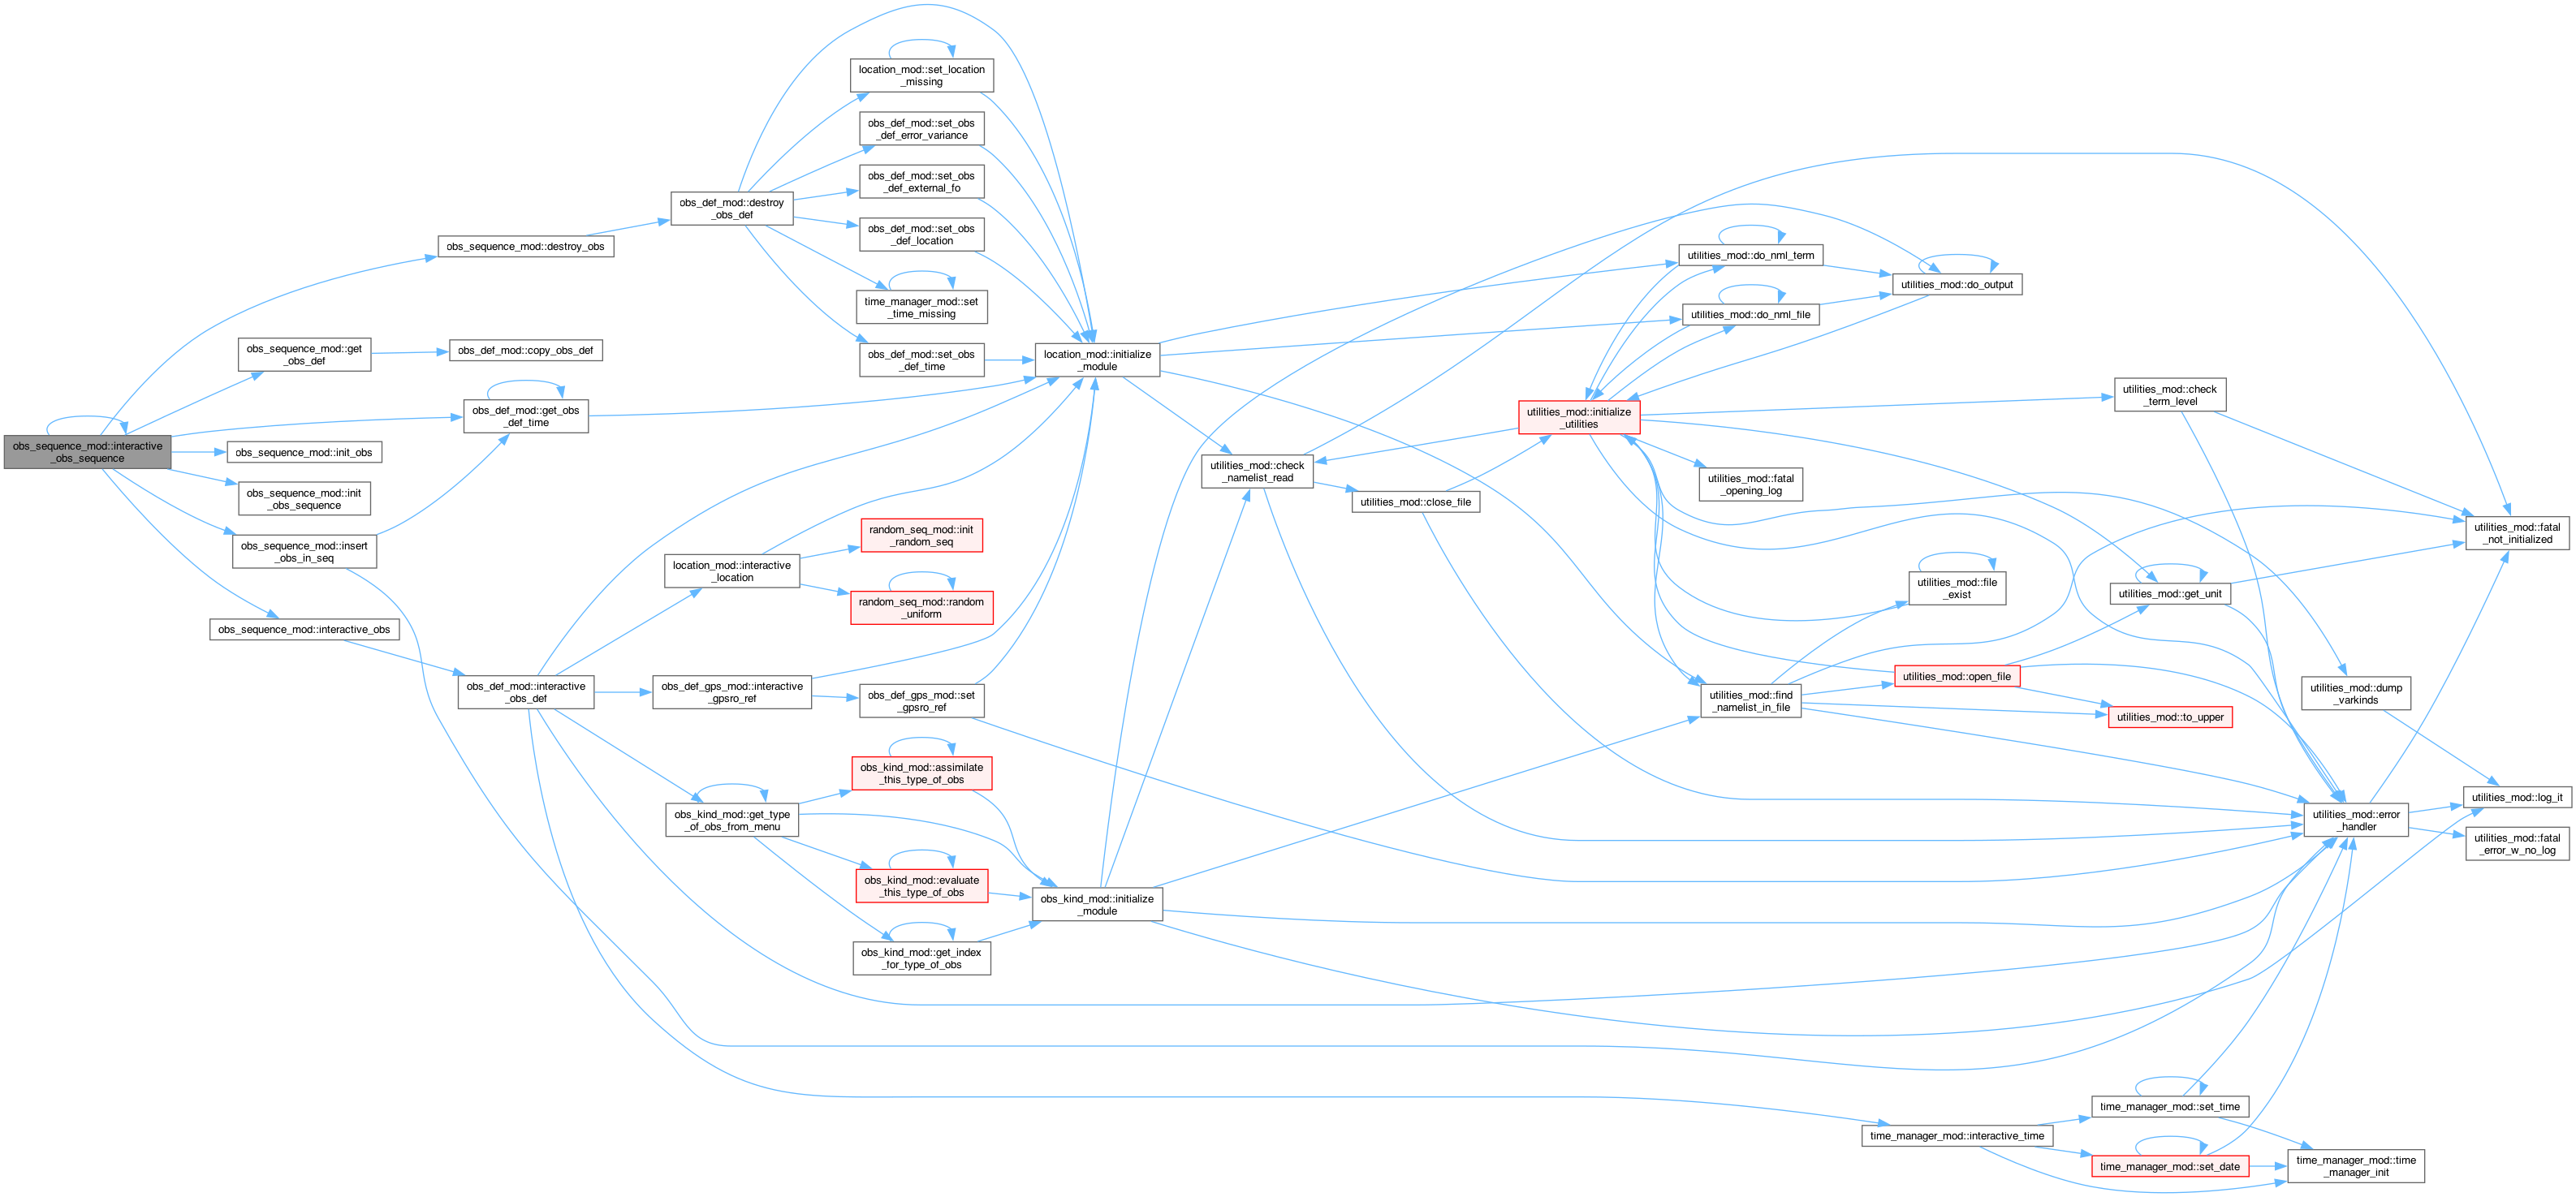 obs_sequence_mod::interactive
_obs_sequence
obs_sequence_mod::destroy_obs
obs_sequence_mod::get
_obs_def
obs_def_mod::copy_obs_def
obs_def_mod::get_obs
_def_time
obs_sequence_mod::init_obs
obs_sequence_mod::init
_obs_sequence
obs_sequence_mod::insert
_obs_in_seq
obs_sequence_mod::interactive_obs
obs_def_mod::interactive
_obs_def
obs_def_mod::destroy
_obs_def
location_mod::set_location
_missing
obs_def_mod::set_obs
_def_error_variance
obs_def_mod::set_obs
_def_external_fo
obs_def_mod::set_obs
_def_location
time_manager_mod::set
_time_missing
obs_def_mod::set_obs
_def_time
location_mod::interactive
_location
random_seq_mod::init
_random_seq
random_seq_mod::random
_uniform
obs_def_gps_mod::interactive
_gpsro_ref
obs_def_gps_mod::set
_gpsro_ref
obs_kind_mod::get_type
_of_obs_from_menu
obs_kind_mod::assimilate
_this_type_of_obs
obs_kind_mod::evaluate
_this_type_of_obs
obs_kind_mod::get_index
_for_type_of_obs
location_mod::initialize
_module
obs_kind_mod::initialize
_module
utilities_mod::check
_namelist_read
utilities_mod::close_file
utilities_mod::initialize
_utilities
utilities_mod::do_nml_term
utilities_mod::do_nml_file
utilities_mod::do_output
utilities_mod::fatal
_opening_log
utilities_mod::find
_namelist_in_file
utilities_mod::file
_exist
utilities_mod::open_file
utilities_mod::check
_term_level
utilities_mod::get_unit
utilities_mod::to_upper
utilities_mod::dump
_varkinds
utilities_mod::error
_handler
utilities_mod::fatal
_not_initialized
utilities_mod::log_it
utilities_mod::fatal
_error_w_no_log
time_manager_mod::interactive_time
time_manager_mod::set_time
time_manager_mod::set_date
time_manager_mod::time
_manager_init